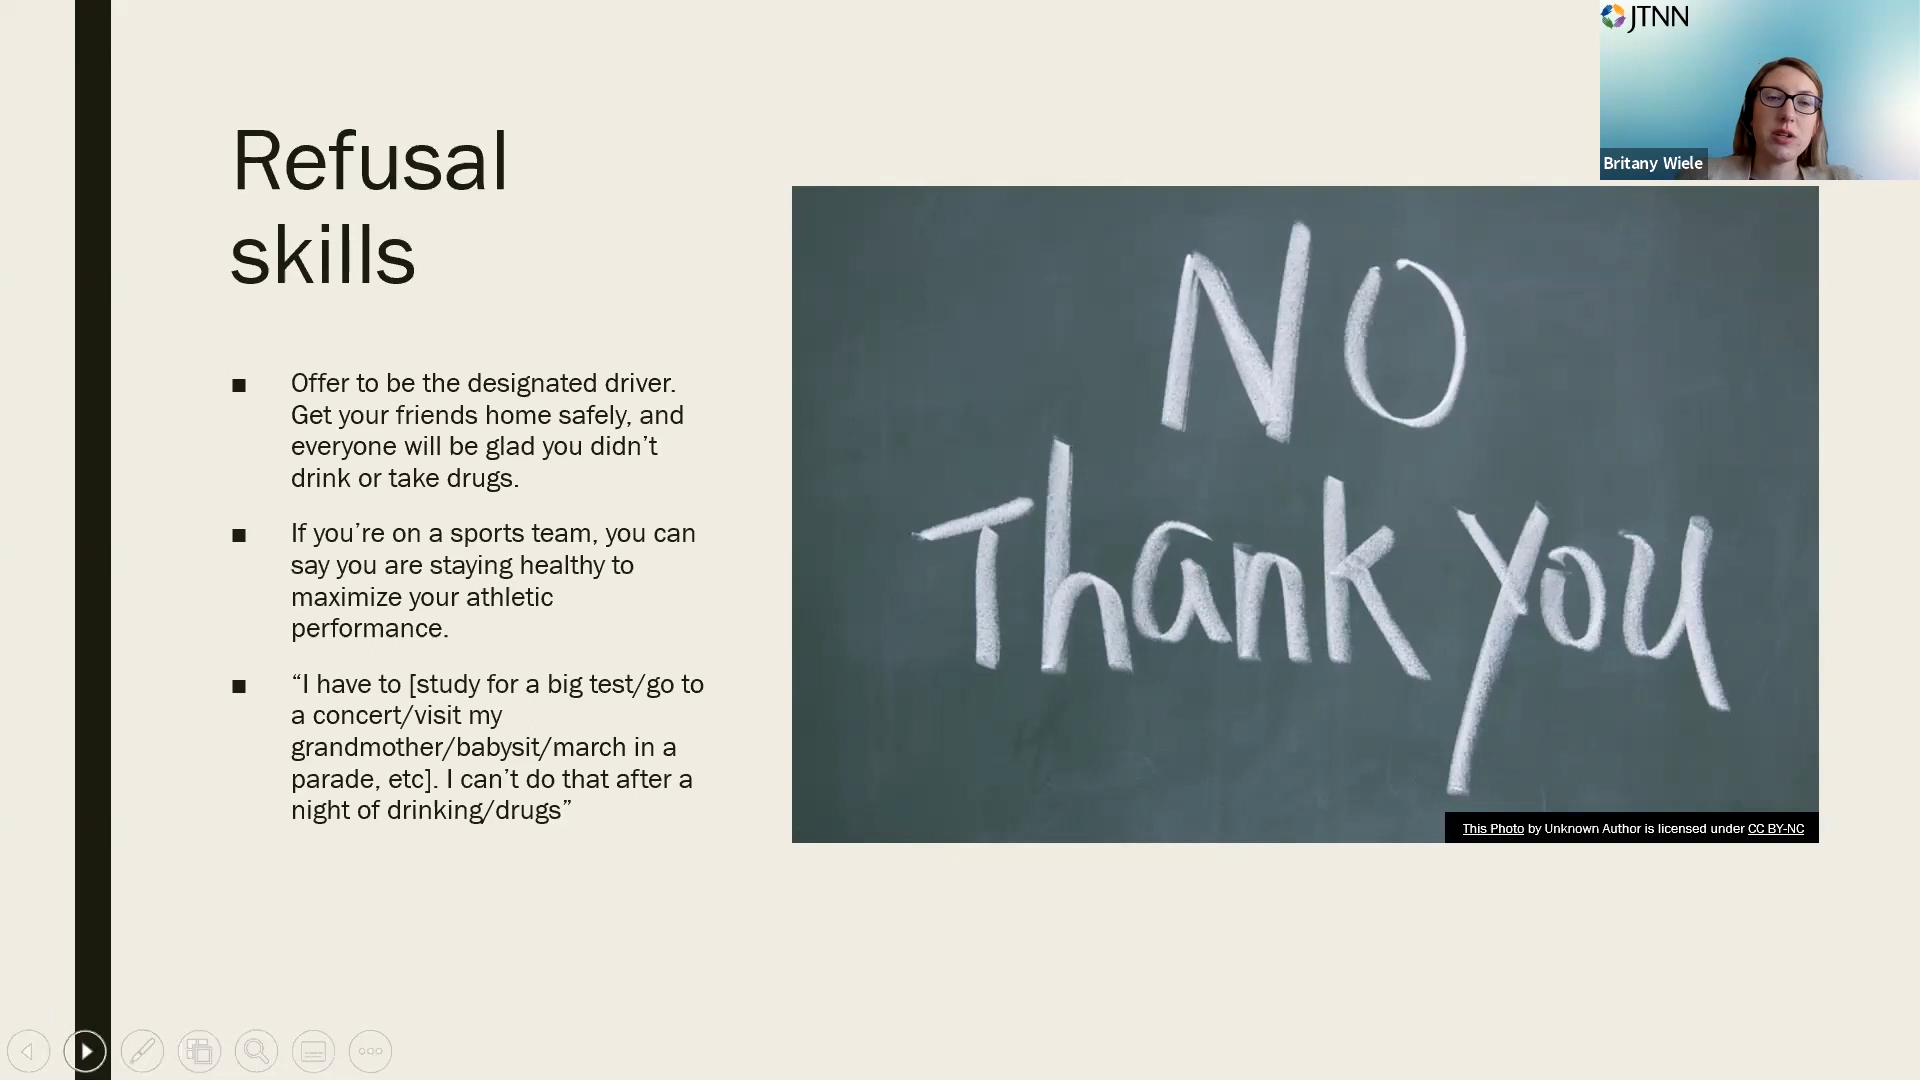 JTNN
Britany Wiele
Refusal
skills
■ Offer to be the designated driver.
Get your friends home safely, and
everyone will be glad you didn’t
drink or take drugs.
■ If you’re on a sports team, you can
say you are staying healthy to
maximize your athletic
performance.
■ “I have to [study for a big test/go to
a concert/visit my
grandmother/babysit/march in a
parade, etc]. I can’t do that after a
night of drinking/drugs”
NO
Thank you
This Photo by Unknown Author is licensed under CC BY-NC